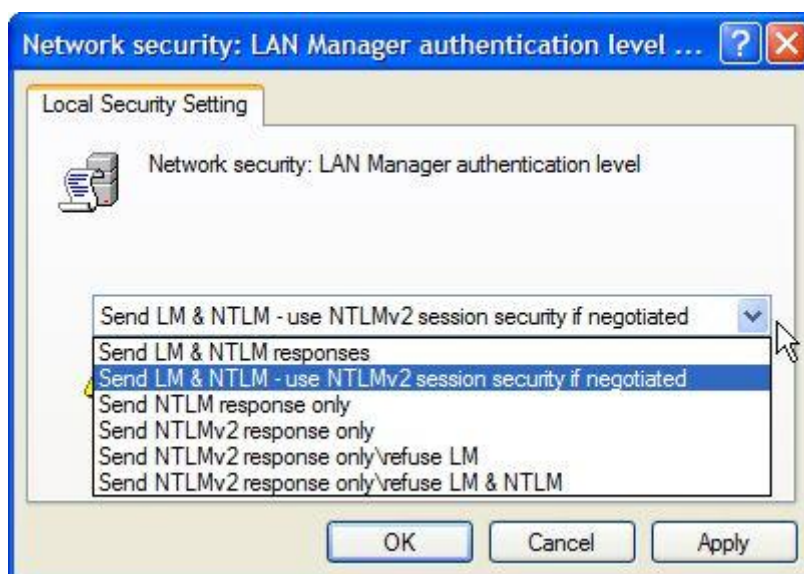 Network security: LAN Manager authentication level ...
Local Security Setting
Network security: LAN Manager authentication level
Send LM & NTLM - use NTLMv2 session security if negotiated
Send LM & NTLM responses
Send LM & NTLM - use NTLMv2 session security if negotiated
Send NTLM response only
Send NTLMv2 response only
Send NTLMv2 response only\refuse LM
Send NTLMv2 response only\refuse LM & NTLM
OK
Cancel
Apply